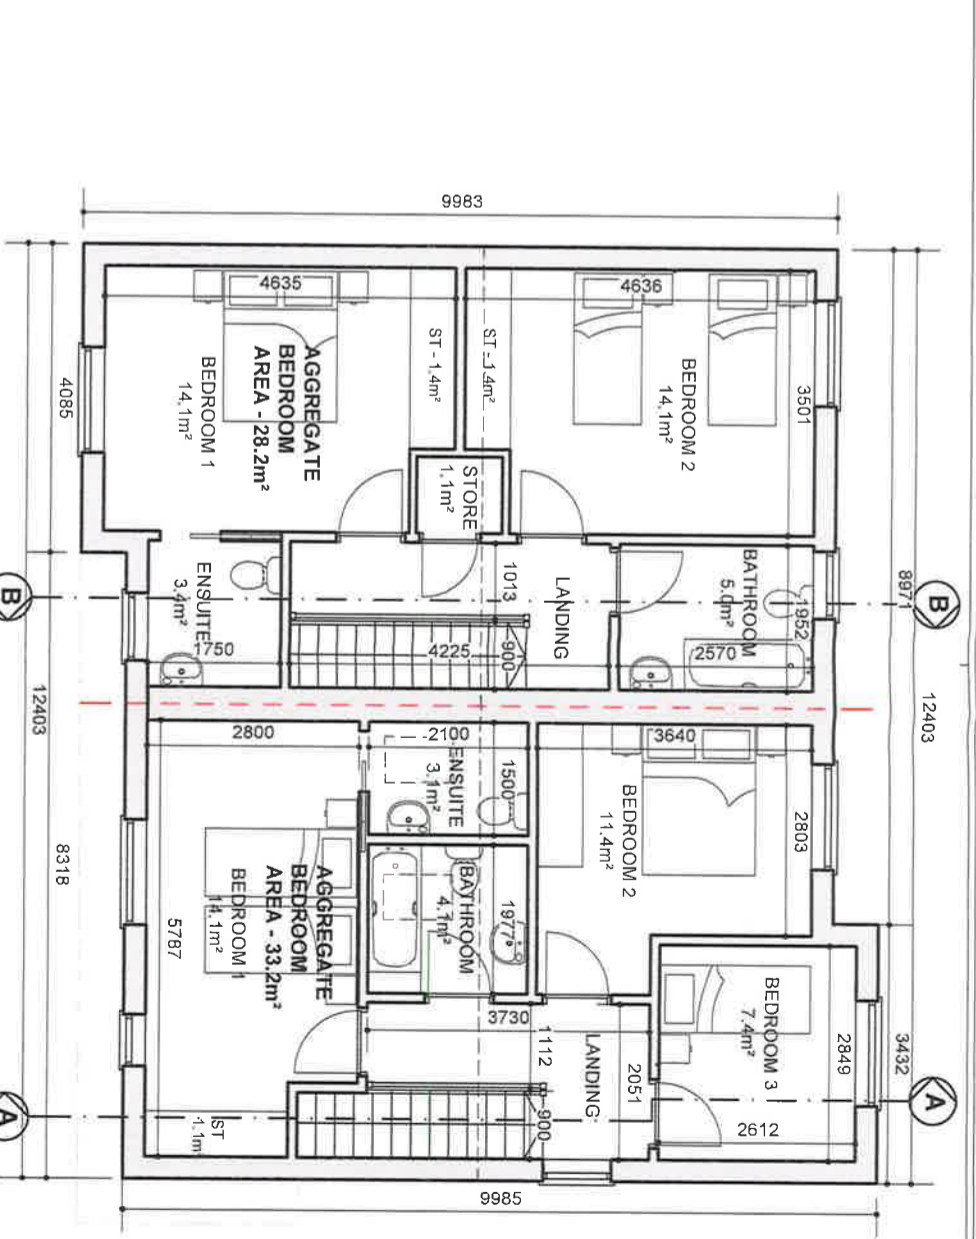 9983
4635
4636
ST - 1.4m²
ST - 1.4m²
AGGREGATE
BEDROOM
AREA - 28.2m²
BEDROOM 1
14.1m²
BEDROOM 2
14.1m²
3501
4085
STORE
1.1m²
ENSUITE
3.4m²
1750
1013
LANDING
4225
900
BATHROOM
5.0m²
1952
2570
8971
B
B
12403
12403
2800
2100
ENSUITE
3.1m²
1500
3640
BEDROOM 2
11.4m²
2803
8318
5787
AGGREGATE
BEDROOM
AREA - 33.2m²
BEDROOM 1
14.1m²
BATHROOM
4.1m²
1977
3730
1112
LANDING
2051
900
BEDROOM 3
7.4m²
2849
2612
3432
A
A
ST
1.1m²
9985